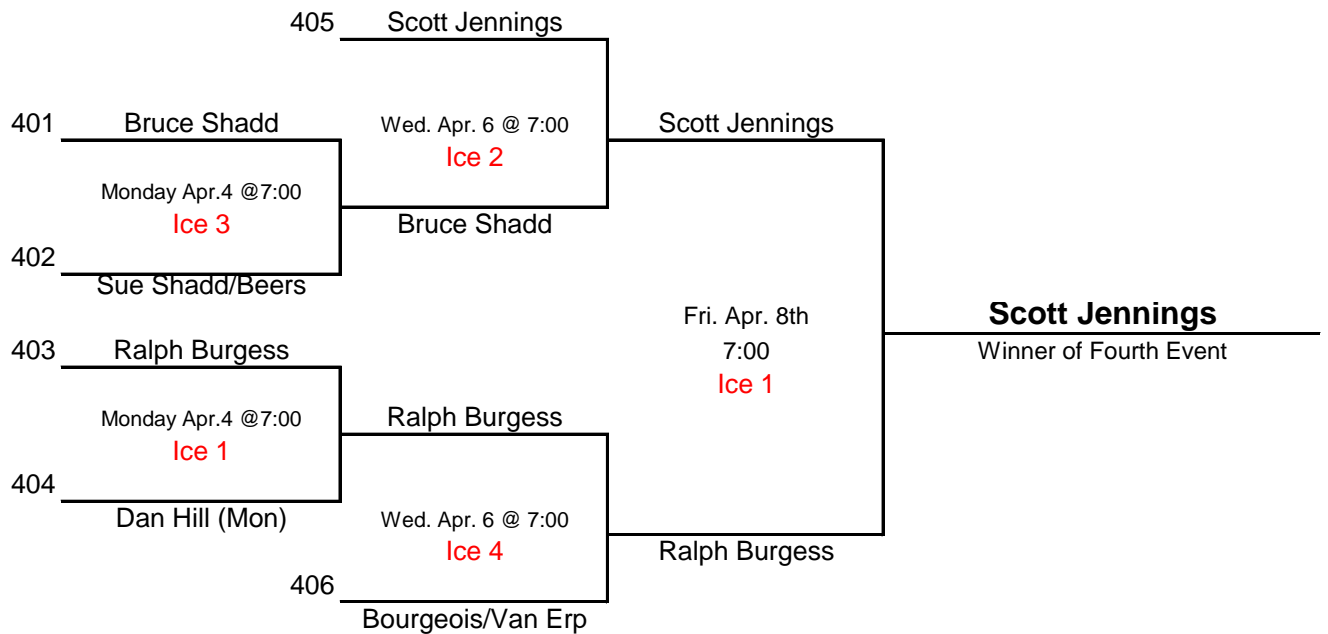 405 Scott Jennings
401 Bruce Shadd Wed. Apr. 6 @ 7:00 Scott Jennings
Ice 2
Monday Apr.4 @7:00
Ice 3 Bruce Shadd
402
Sue Shadd/Beers
Fri. Apr. 8th Scott Jennings
403 Ralph Burgess 7:00 Winner of Fourth Event
Ice 1
Monday Apr.4 @7:00 Ralph Burgess
Ice 1
404
Dan Hill (Mon) Wed. Apr. 6 @ 7:00
Ice 4 Ralph Burgess
406
Bourgeois/Van Erp